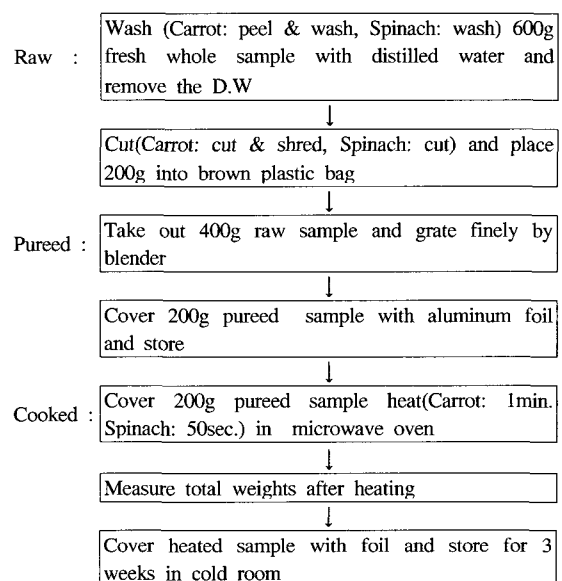 Wash (Carrot: peel & wash, Spinach: wash) 600g
Raw : fresh whole sample with distilled water and
remove the D.W
Cut(Carrot: cut & shred, Spinach: cut) and place
200g into brown plastic bag
Take out 400g raw sample and grate finely by
Pureed : blender
Cover 200g pureed sample with aluminum foil
and store
Cover 200g pureed sample heat(Carrot: 1min.
Cooked : Spinach: 50sec.) in microwave oven
Measure total weights after heating
Cover heated sample with foil and store for 3
weeks in cold room